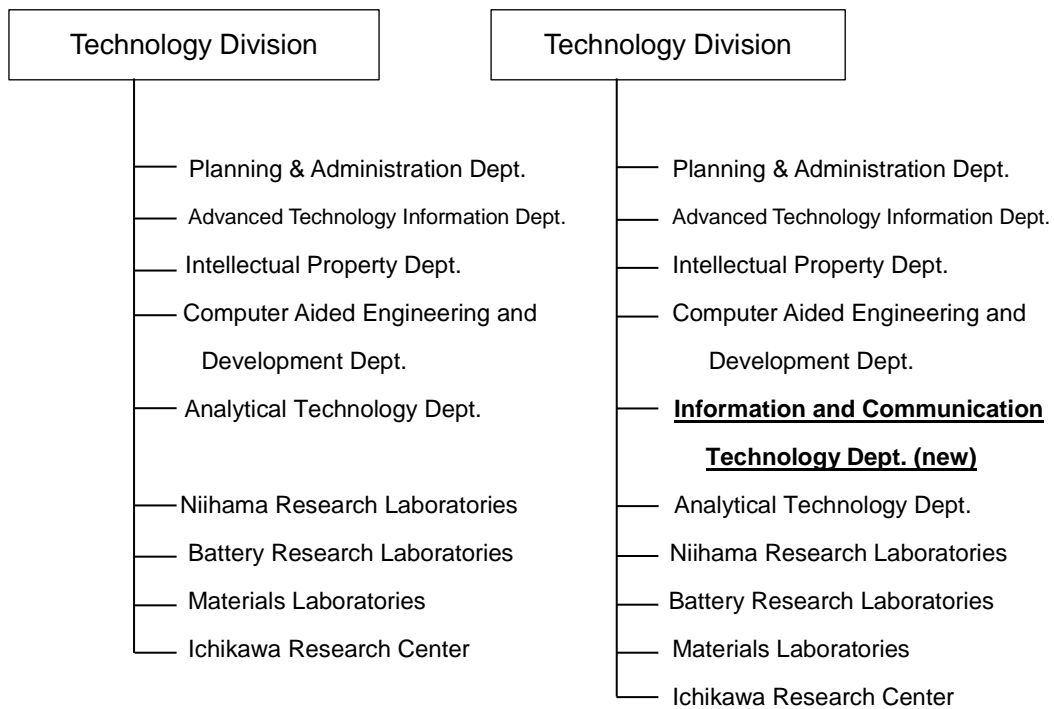 Technology Division
Planning & Administration Dept.
Advanced Technology Information Dept.
Intellectual Property Dept.
Computer Aided Engineering and
Development Dept.
Analytical Technology Dept.
Niihama Research Laboratories
Battery Research Laboratories
Materials Laboratories
Ichikawa Research Center
Technology Division
Planning & Administration Dept.
Advanced Technology Information Dept.
Intellectual Property Dept.
Computer Aided Engineering and
Development Dept.
Information and Communication
Technology Dept. (new)
Analytical Technology Dept.
Niihama Research Laboratories
Battery Research Laboratories
Materials Laboratories
Ichikawa Research Center